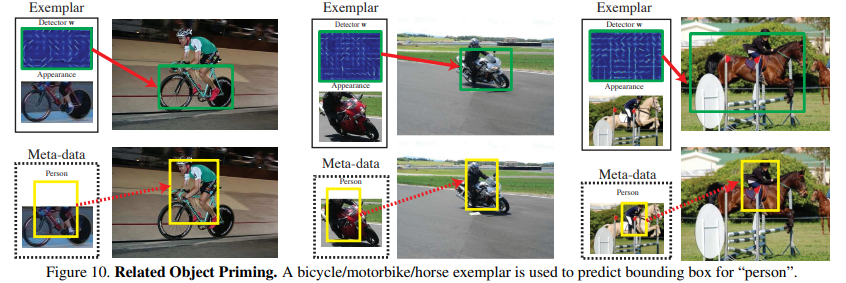 Exemplar
Detector w
Appearance
Meta-data
Person
Exemplar
Detector w
Appearance
Meta-data
Person
Exemplar
Detector w
Appearance
Meta-data
Person
Figure 10. Related Object Priming. A bicycle/motorbike/horse exemplar is used to predict bounding box for “person”.